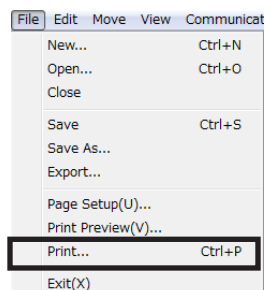 File Edit Move View Communicat
New... Ctrl+N
Open... Ctrl+O
Close
Save Ctrl+S
Save As...
Export...
Page Setup(U)...
Print Preview(V)...
Print... Ctrl+P
Exit(X)